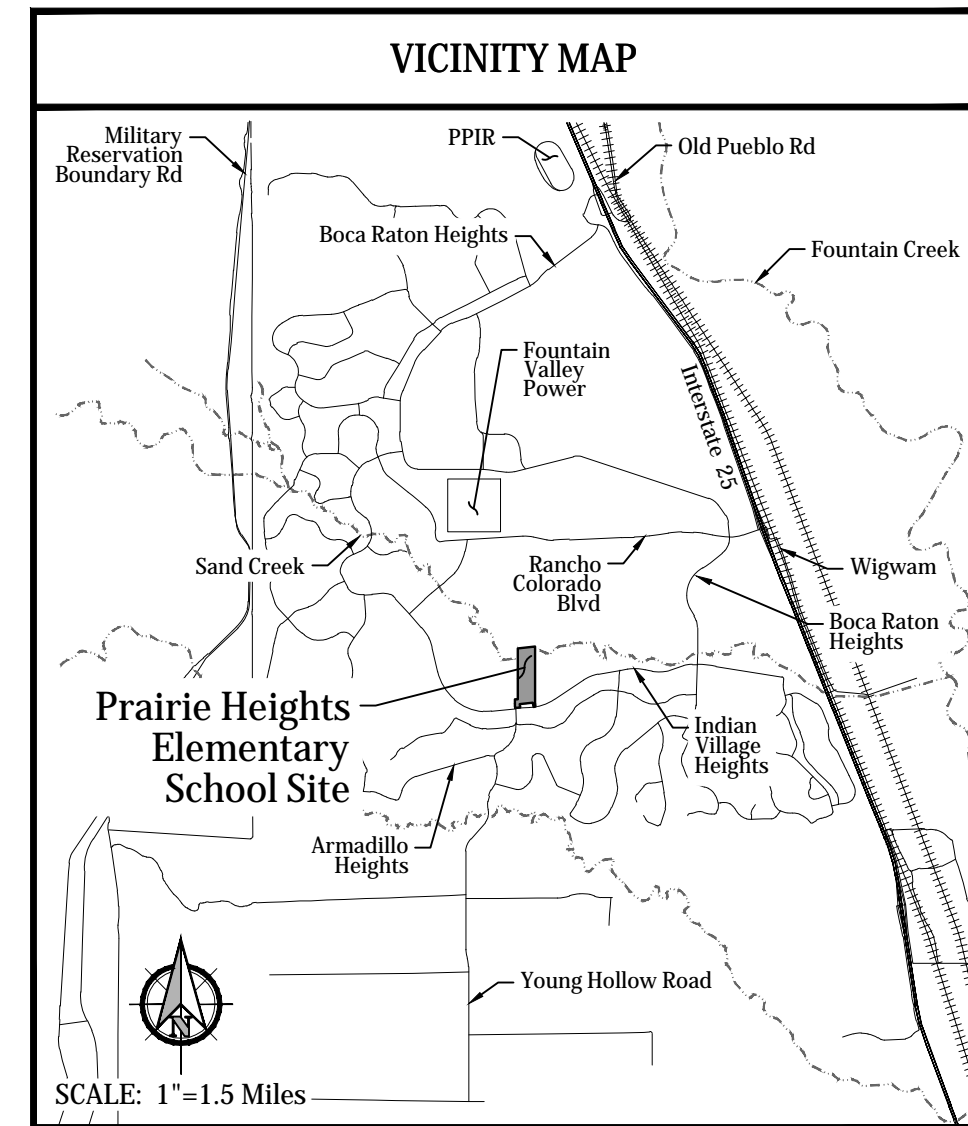 VICINITY MAP
Military
Reservation
Boundary Rd
PPIR
Old Pueblo Rd
Boca Raton Heights
Fountain Creek
Fountain
Valley
Power
Interstate 25
Sand Creek
Rancho
Colorado
Blvd
Wigwam
Boca Raton
Heights
Prairie Heights
Elementary
School Site
Indian
Village
Heights
Armadillo
Heights
Young Hollow Road
N
SCALE: 1"=1.5 Miles